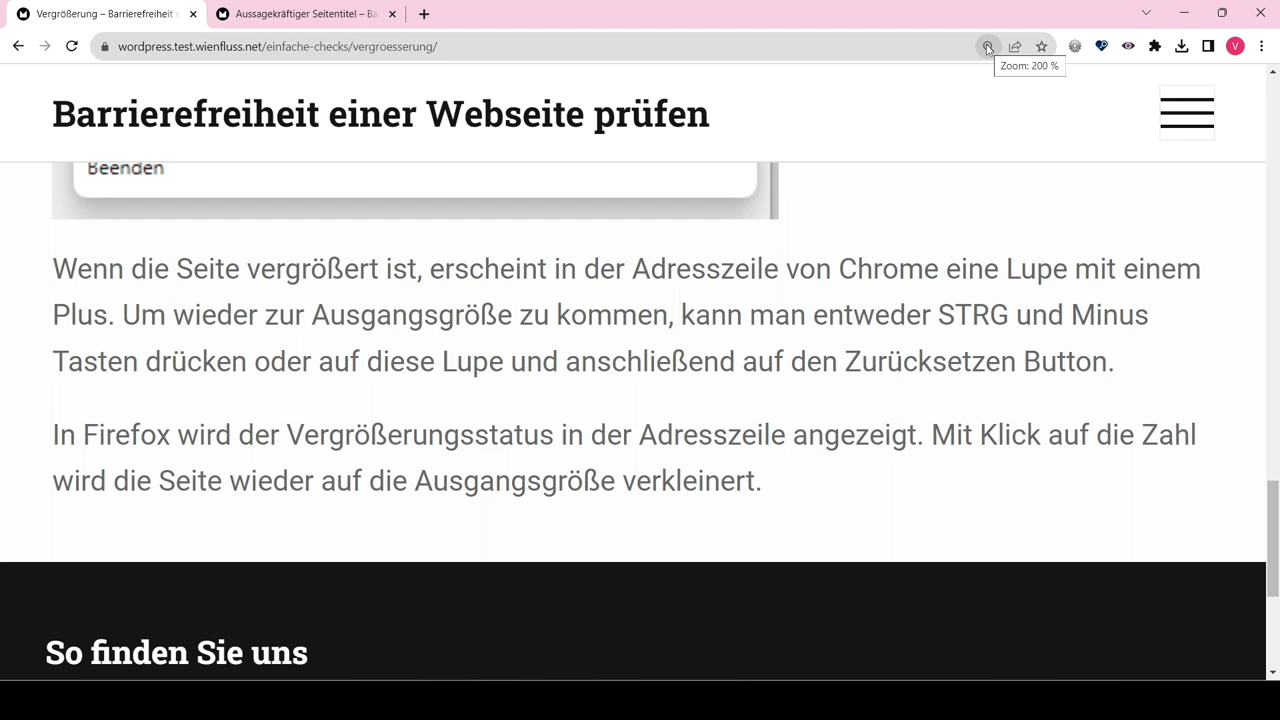 Vergrößerung – Barrierefreiheit
Aussagekräftiger Seitentitel – Ba
wordpress.test.wienfluss.net/einfache-checks/vergroesserung/
V
Zoom: 200 %
Barrierefreiheit einer Webseite prüfen
Beenden
Wenn die Seite vergrößert ist, erscheint in der Adresszeile von Chrome eine Lupe mit einem
Plus. Um wieder zur Ausgangsgröße zu kommen, kann man entweder STRG und Minus
Tasten drücken oder auf diese Lupe und anschließend auf den Zurücksetzen Button.
In Firefox wird der Vergrößerungsstatus in der Adresszeile angezeigt. Mit Klick auf die Zahl
wird die Seite wieder auf die Ausgangsgröße verkleinert.
So finden Sie uns